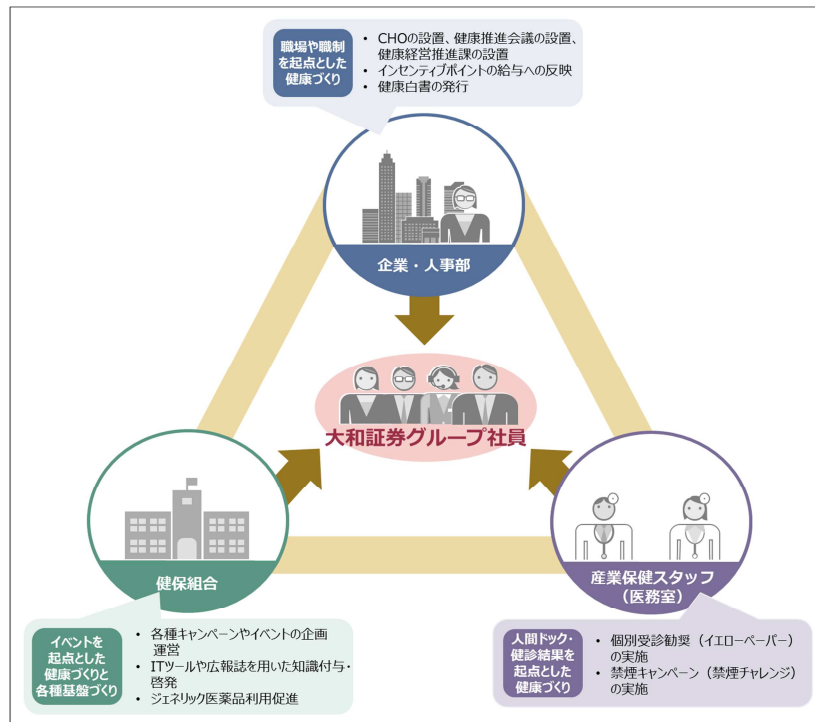 職場や職制
を起点とした
健康づくり
• CHOの設置、健康推進会議の設置、
健康経営推進課の設置
• インセンティブポイントの給与への反映
• 健康白書の発行
企業・人事部
大和証券グループ社員
健保組合
産業保健スタッフ
（医務室）
イベントを
起点とした
健康づくりと
各種基盤づくり
• 各種キャンペーンやイベントの企画
運営
• ITツールや広報誌を用いた知識付与・
啓発
• ジェネリック医薬品利用促進
人間ドック・
健診結果を
起点とした
健康づくり
• 個別受診勧奨（イエローペーパー）
の実施
• 禁煙キャンペーン（禁煙チャレンジ）
の実施